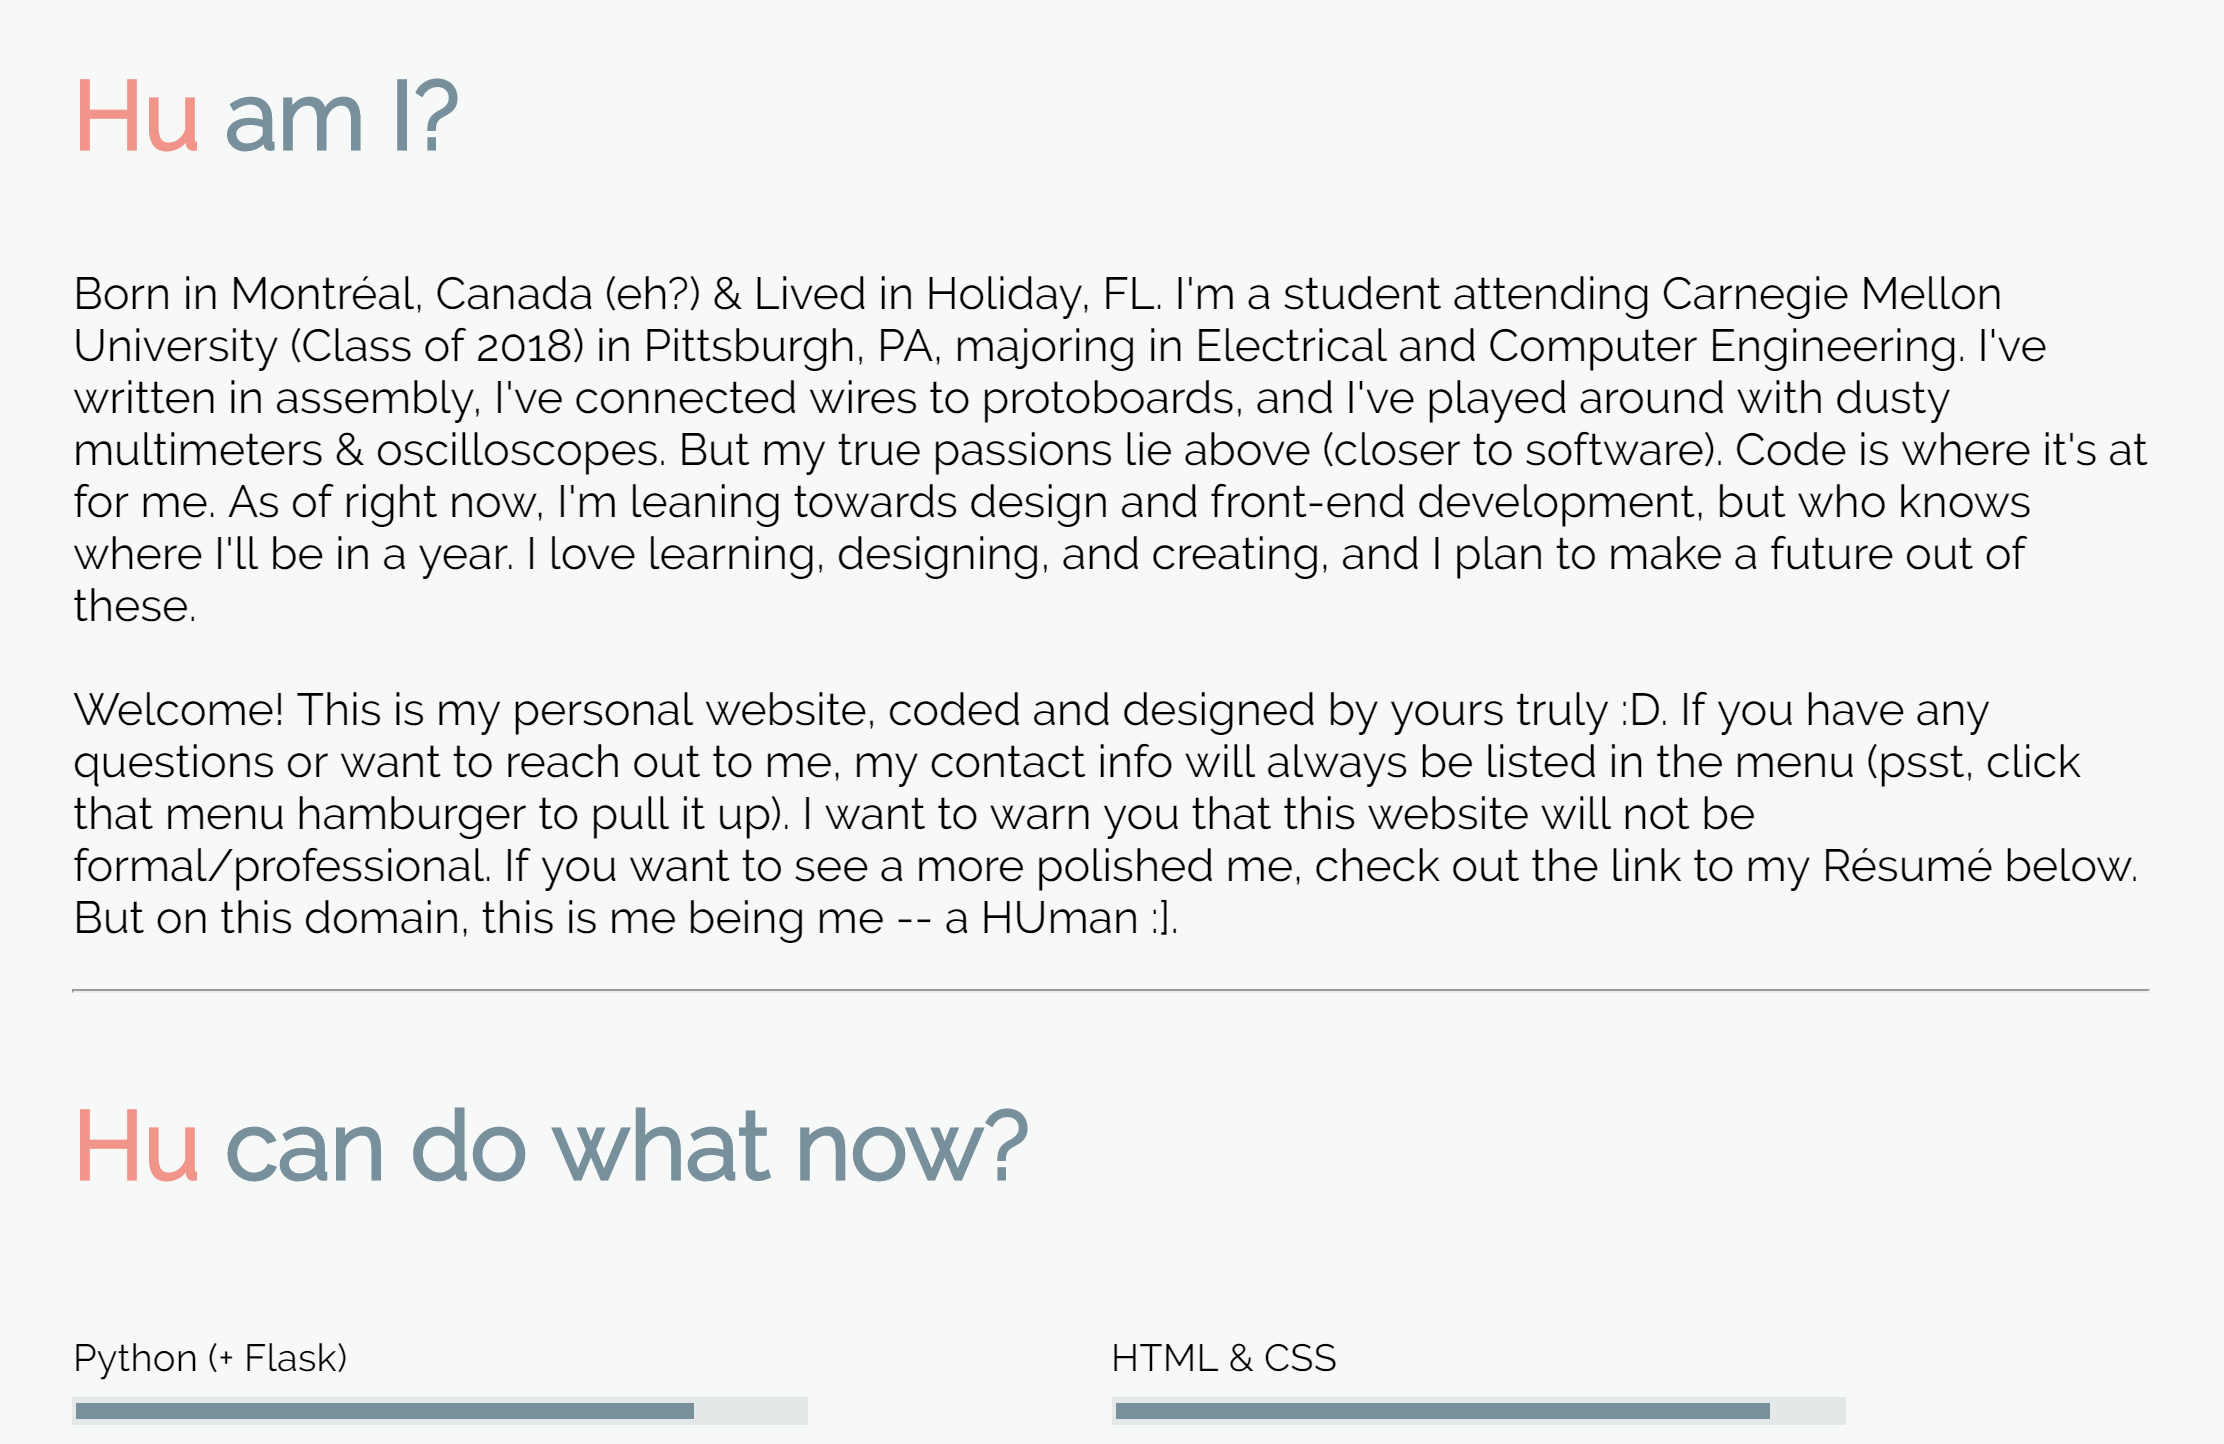 Hu am I?
Born in Montréal, Canada (eh?) & Lived in Holiday, FL. I'm a student attending Carnegie Mellon
University (Class of 2018) in Pittsburgh, PA, majoring in Electrical and Computer Engineering. I've
written in assembly, I've connected wires to protoboards, and I've played around with dusty
multimeters & oscilloscopes. But my true passions lie above (closer to software). Code is where it's at
for me. As of right now, I'm leaning towards design and front-end development, but who knows
where I'll be in a year. I love learning, designing, and creating, and I plan to make a future out of
these.
Welcome! This is my personal website, coded and designed by yours truly :D. If you have any
questions or want to reach out to me, my contact info will always be listed in the menu (psst, click
that menu hamburger to pull it up). I want to warn you that this website will not be
formal/professional. If you want to see a more polished me, check out the link to my Résumé below.
But on this domain, this is me being me -- a HUman :].
Hu can do what now?
Python (+ Flask)
HTML & CSS